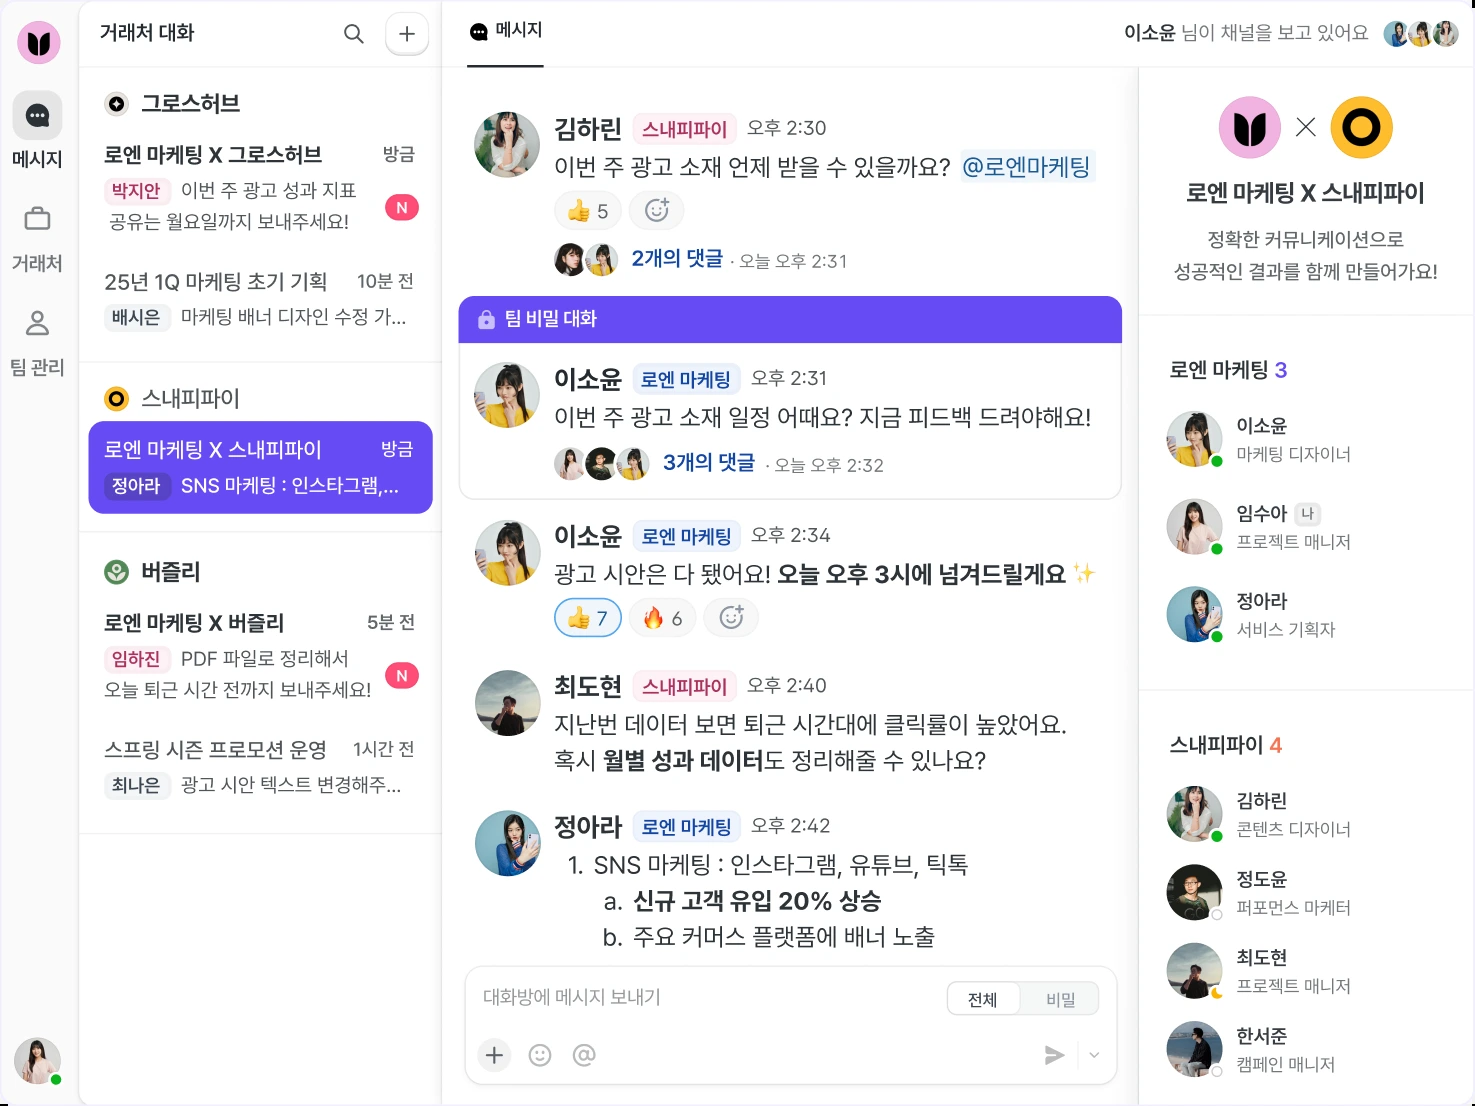 메시지
거래처
팀 관리
거래처 대화
그로스허브
로엔 마케팅 X 그로스허브 방금
박지안 이번 주 광고 성과 지표
공유는 월요일까지 보내주세요! N
25년 1Q 마케팅 초기 기획 10분 전
배시은 마케팅 배너 디자인 수정 가...
스내피파이
로엔 마케팅 X 스내피파이 방금
정아라 SNS 마케팅 : 인스타그램,...
버즐리
로엔 마케팅 X 버즐리 5분 전
임하진 PDF 파일로 정리해서
오늘 퇴근 시간 전까지 보내주세요! N
스프링 시즌 프로모션 운영 1시간 전
최나은 광고 시안 텍스트 변경해주...
메시지
이소윤 님이 채널을 보고 있어요
김하린 스내피파이 오후 2:30
이번 주 광고 소재 언제 받을 수 있을까요? @로엔마케팅
👍 5
2개의 댓글 · 오늘 오후 2:31
팀 비밀 대화
이소윤 로엔 마케팅 오후 2:31
이번 주 광고 소재 일정 어때요? 지금 피드백 드려야해요!
3개의 댓글 · 오늘 오후 2:32
이소윤 로엔 마케팅 오후 2:34
광고 시안은 다 됐어요! 오늘 오후 3시에 넘겨드릴게요 ✨
👍 7 🔥 6
최도현 스내피파이 오후 2:40
지난번 데이터 보면 퇴근 시간대에 클릭률이 높았어요.
혹시 월별 성과 데이터도 정리해줄 수 있나요?
정아라 로엔 마케팅 오후 2:42
1. SNS 마케팅 : 인스타그램, 유튜브, 틱톡
a. 신규 고객 유입 20% 상승
b. 주요 커머스 플랫폼에 배너 노출
대화방에 메시지 보내기
전체 비밀
로엔 마케팅 X 스내피파이
정확한 커뮤니케이션으로
성공적인 결과를 함께 만들어가요!
로엔 마케팅 3
이소윤
마케팅 디자이너
임수아 나
프로젝트 매니저
정아라
서비스 기획자
스내피파이 4
김하린
콘텐츠 디자이너
정도윤
퍼포먼스 마케터
최도현
프로젝트 매니저
한서준
캠페인 매니저